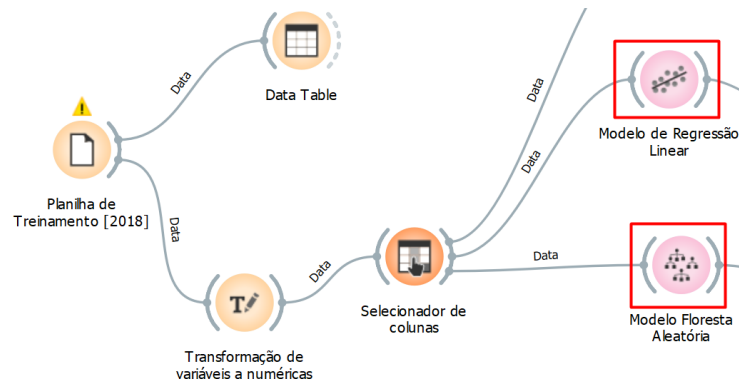 Data
Data Table
Data
Modelo de Regressão
Linear
Data
Planilha de
Treinamento [2018]
Data
Data
Data
Selecionador de
colunas
T
Modelo Floresta
Aleatória
Transformação de
variáveis a numéricas